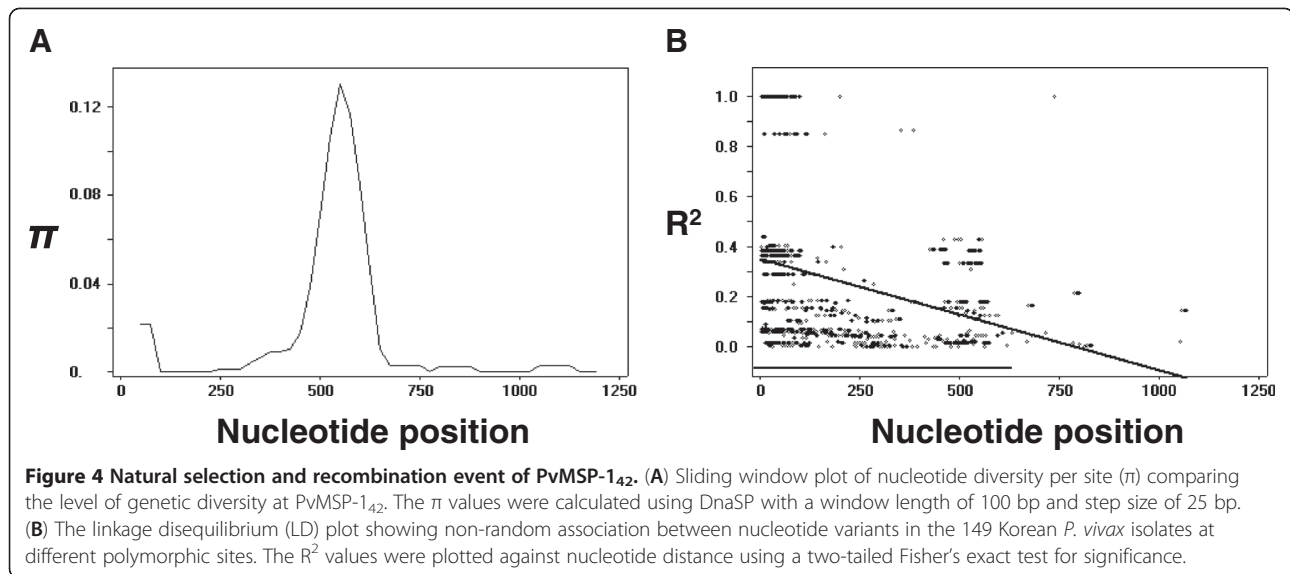 A
B
0.12
0.08
π
0.04
0.
0
250
500
750
1000
1250
Nucleotide position
1.0
0.8
0.6
R²
0.4
0.2
0.0
0
250
500
750
1000
1250
Nucleotide position
Figure 4 Natural selection and recombination event of PvMSP-1₄₂. (A) Sliding window plot of nucleotide diversity per site (π) comparing
the level of genetic diversity at PvMSP-1₄₂. The π values were calculated using DnaSP with a window length of 100 bp and step size of 25 bp.
(B) The linkage disequilibrium (LD) plot showing non-random association between nucleotide variants in the 149 Korean P. vivax isolates at
different polymorphic sites. The R² values were plotted against nucleotide distance using a two-tailed Fisher's exact test for significance.